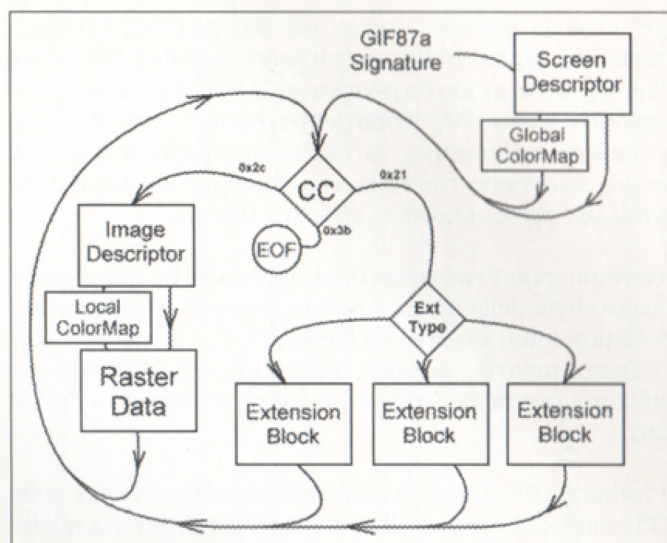 GIF87a
Signature
Screen
Descriptor
Global
ColorMap
0x2c
CC
0x21
0x3b
EOF
Image
Descriptor
Local
ColorMap
Raster
Data
Ext
Type
Extension
Block
Extension
Block
Extension
Block